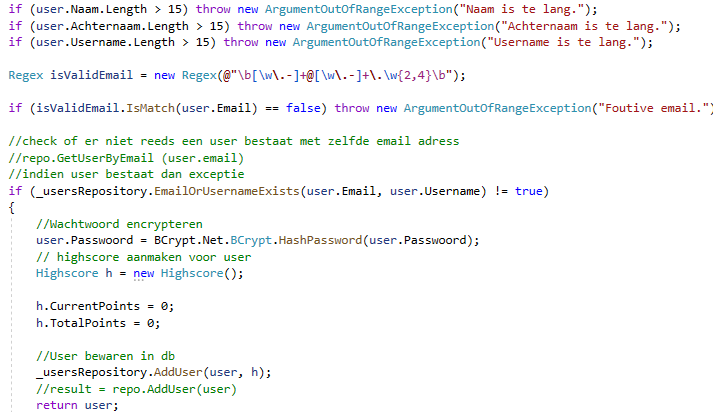 if (user.Naam.Length > 15) throw new ArgumentOutOfRangeException("Naam is te lang.");
if (user.Achternaam.Length > 15) throw new ArgumentOutOfRangeException("Achternaam is te lang.");
if (user.Username.Length > 15) throw new ArgumentOutOfRangeException("Username is te lang.");
Regex isValidEmail = new Regex(@"\b[\w\.-]+@[\w\.-]+\.\w{2,4}\b");
if (isValidEmail.IsMatch(user.Email) == false) throw new ArgumentOutOfRangeException("Foutive email.")
//check of er niet reeds een user bestaat met zelfde email adress
//repo.GetUserByEmail (user.email)
//indien user bestaat dan exceptie
if (_usersRepository.EmailOrUsernameExists(user.Email, user.Username) != true)
{
//Wachtwoord encrypteren
user.Passwoord = BCrypt.Net.BCrypt.HashPassword(user.Passwoord);
// highscore aanmaken voor user
Highscore h = new Highscore();
h.CurrentPoints = 0;
h.TotalPoints = 0;
//User bewaren in db
_usersRepository.AddUser(user, h);
//result = repo.AddUser(user)
return user;